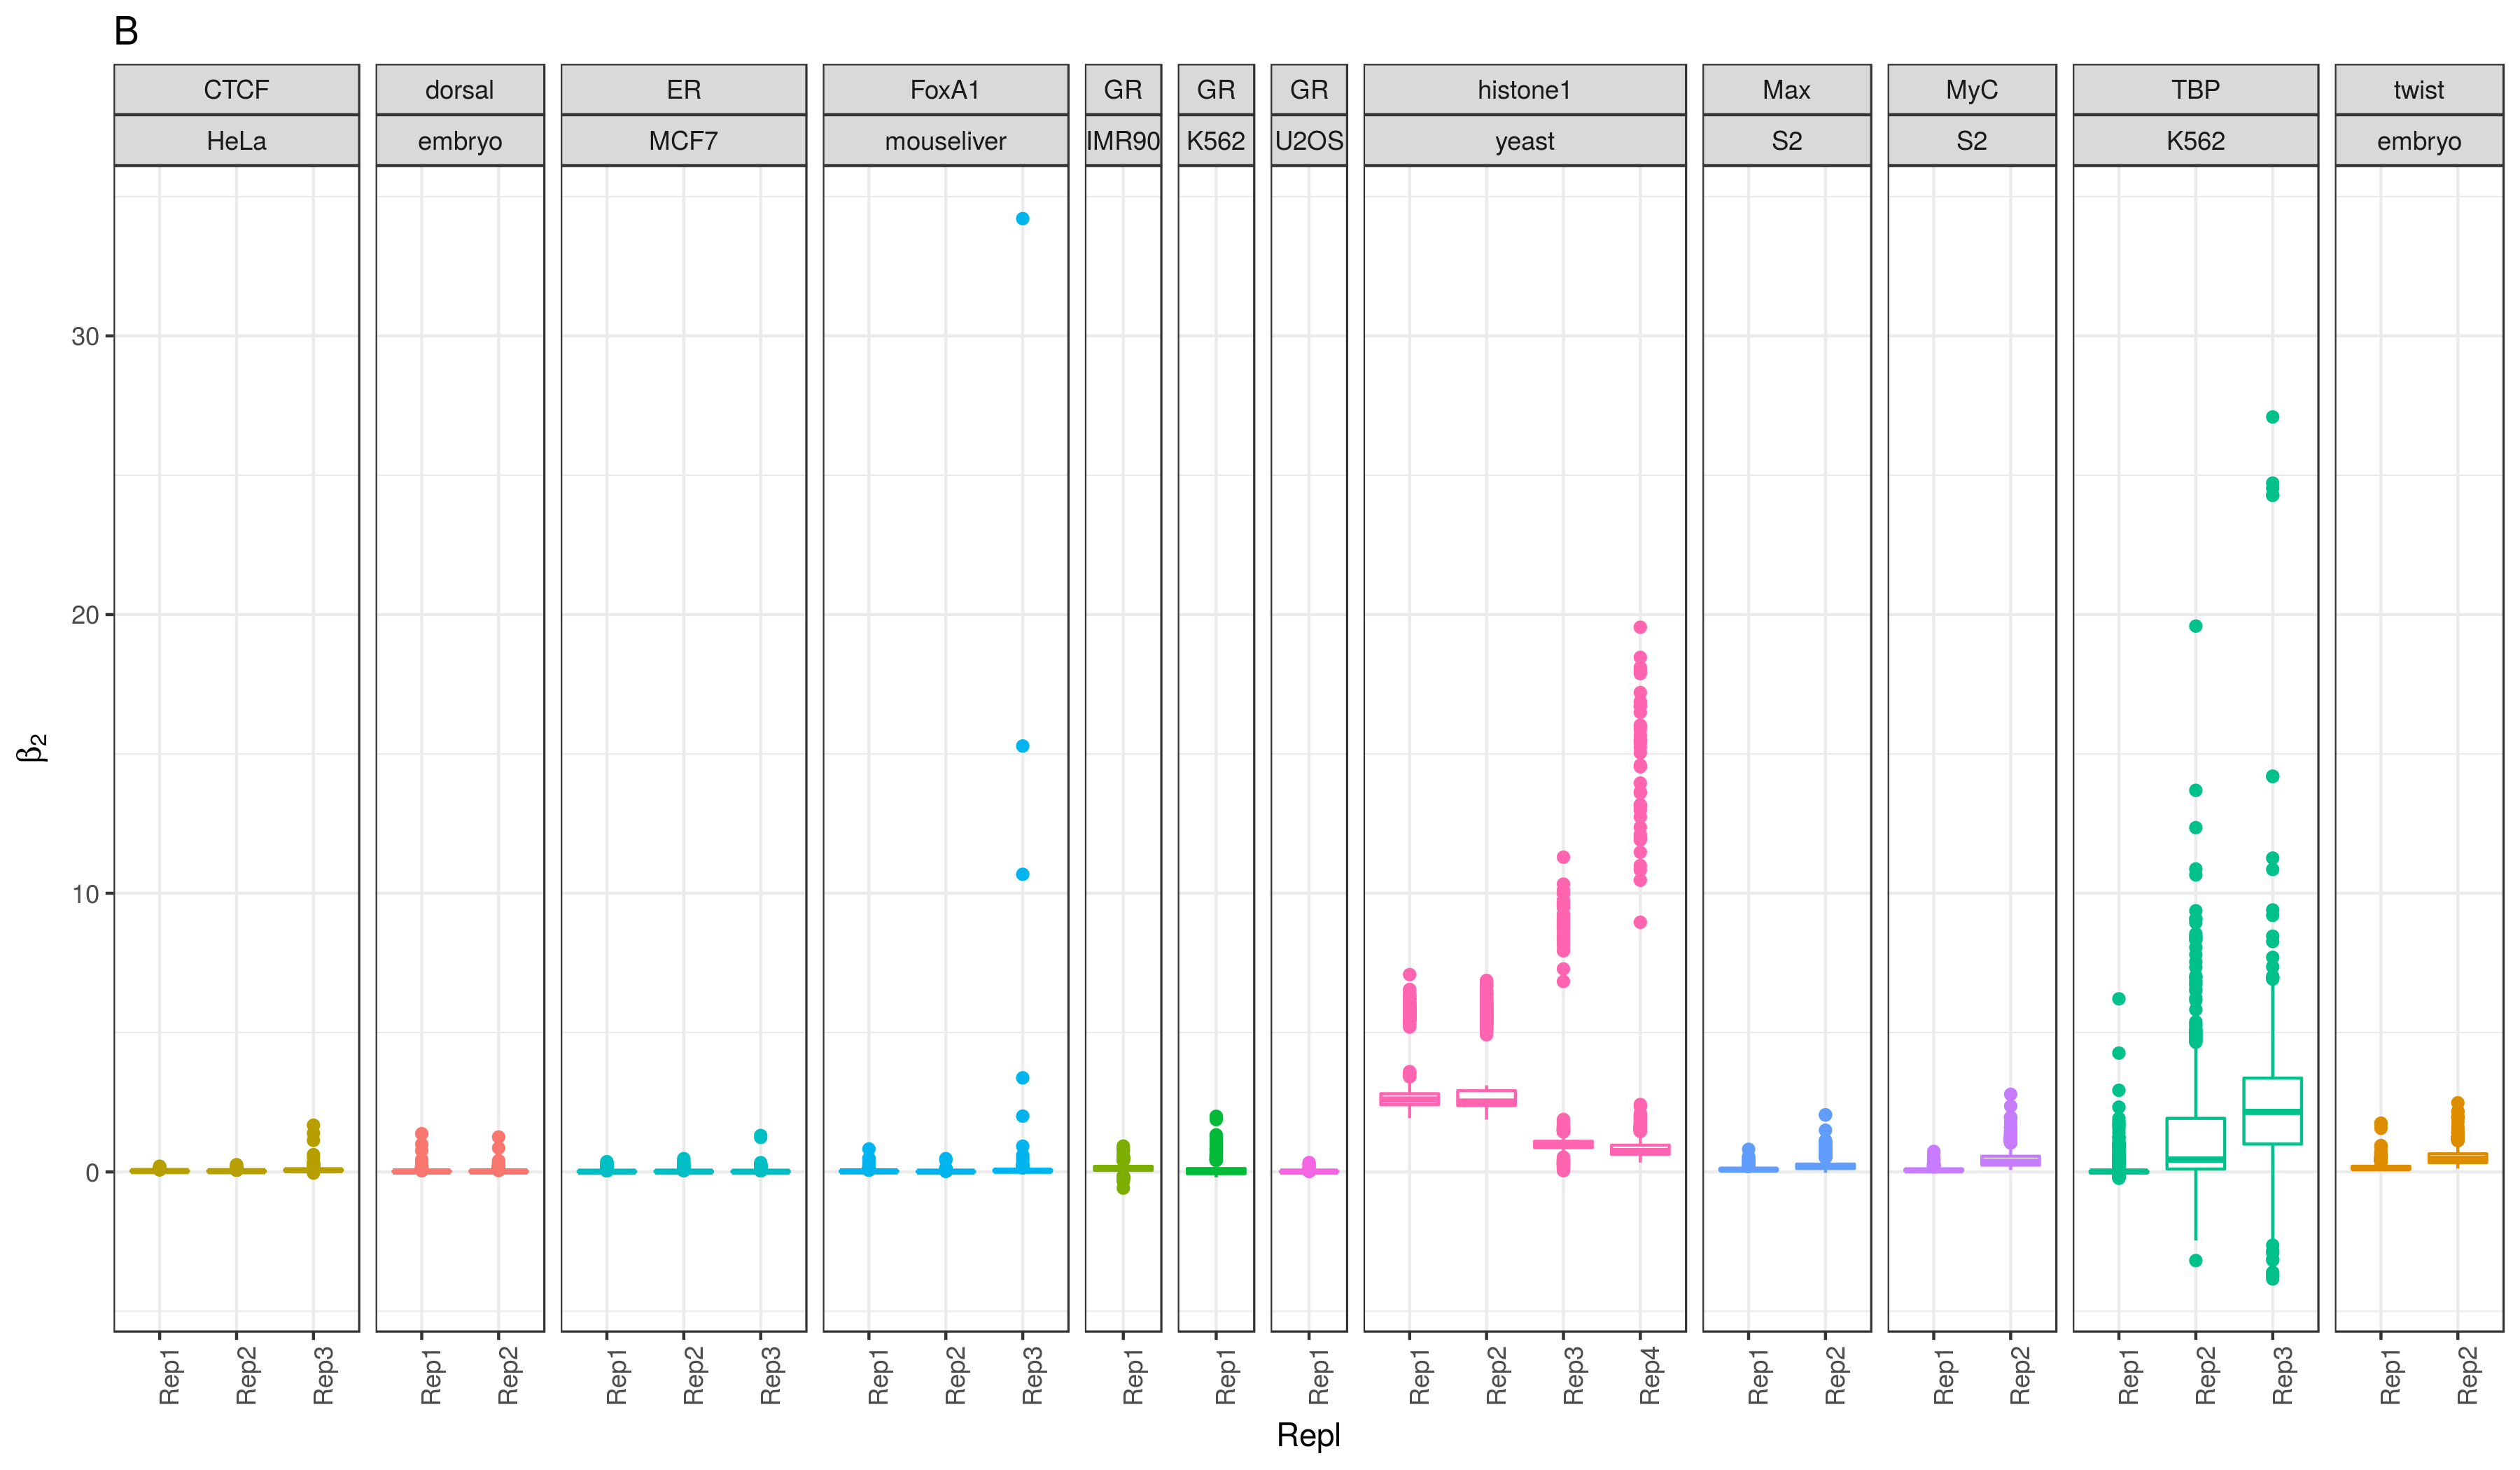 B
CTCF dorsal ER FoxA1 GR GR GR histone1 Max MyC TBP twist
HeLa embryo MCF7 mouseliver IMR90 K562 U2OS yeast S2 S2 K562 embryo
30
20
10
0
β₂
Rep1 Rep2 Rep3 Rep1 Rep2 Rep1 Rep2 Rep3 Rep1 Rep2 Rep3 Rep1 Rep1 Rep1 Rep1 Rep2 Rep3 Rep4 Rep1 Rep2 Rep1 Rep2 Rep1 Rep2 Rep3 Rep1 Rep2
Repl